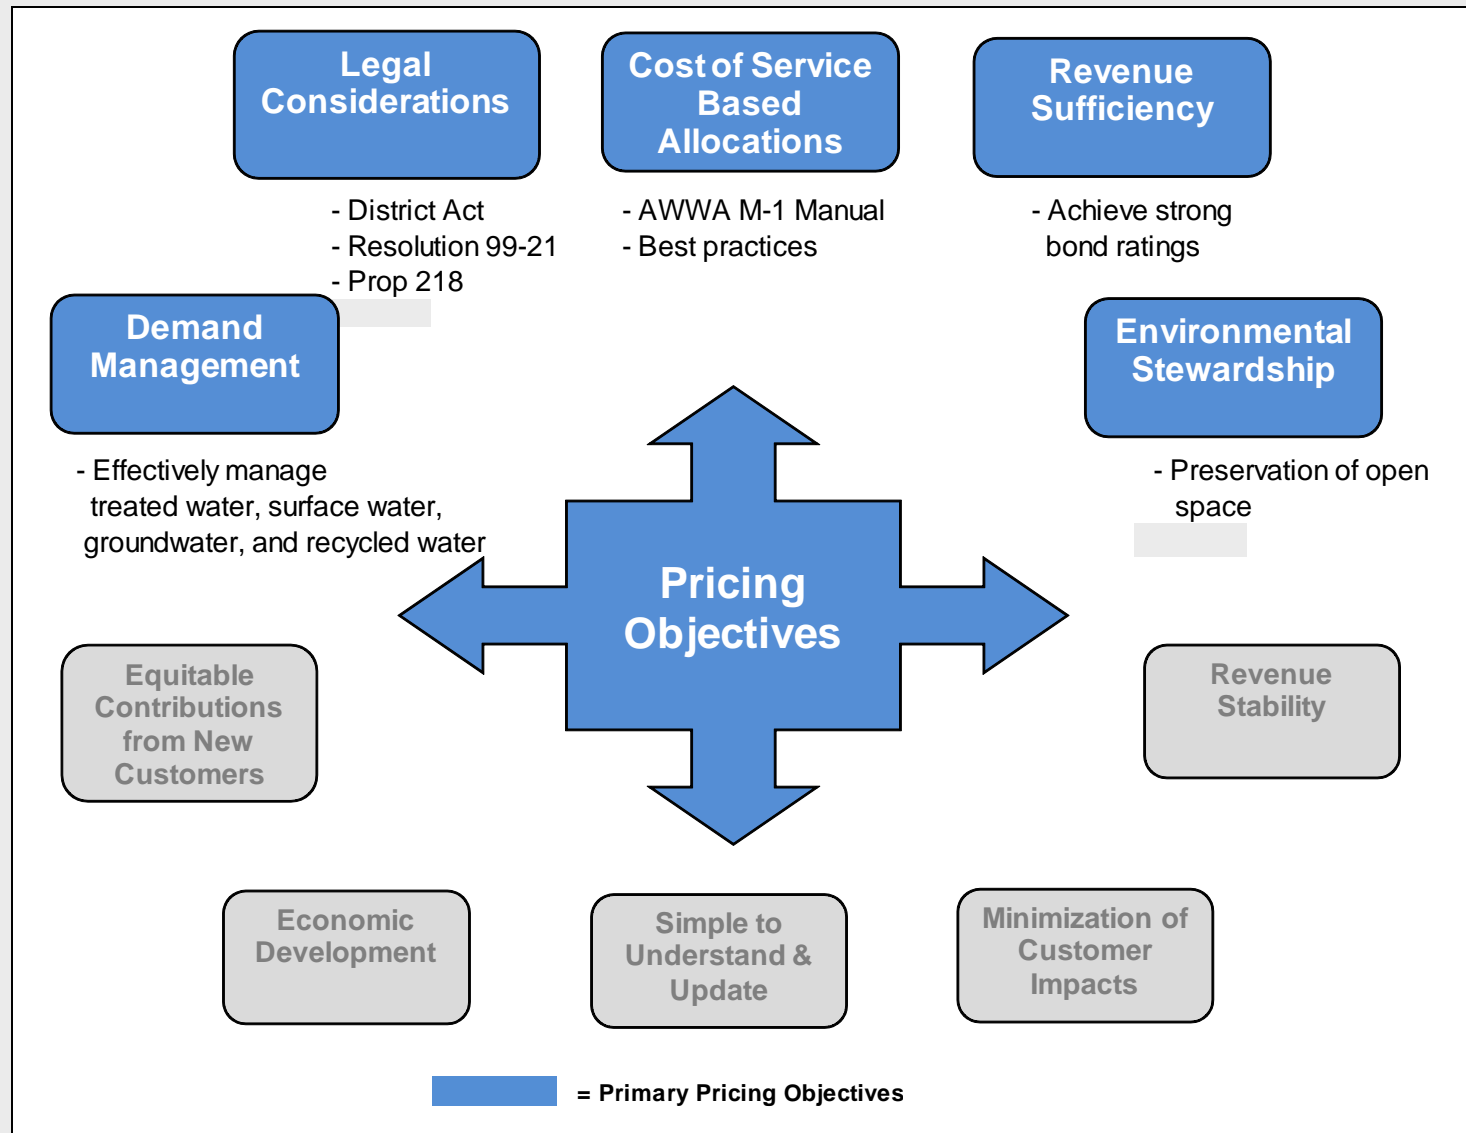 Legal
Considerations
Cost of Service
Based
Allocations
Revenue
Sufficiency
- District Act
- Resolution 99-21
- Prop 218
- AWWA M-1 Manual
- Best practices
- Achieve strong
bond ratings
Demand
Management
Environmental
Stewardship
- Effectively manage
treated water, surface water,
groundwater, and recycled water
- Preservation of open
space
Pricing
Objectives
Equitable
Contributions
from New
Customers
Revenue
Stability
Economic
Development
Simple to
Understand &
Update
Minimization of
Customer
Impacts
= Primary Pricing Objectives